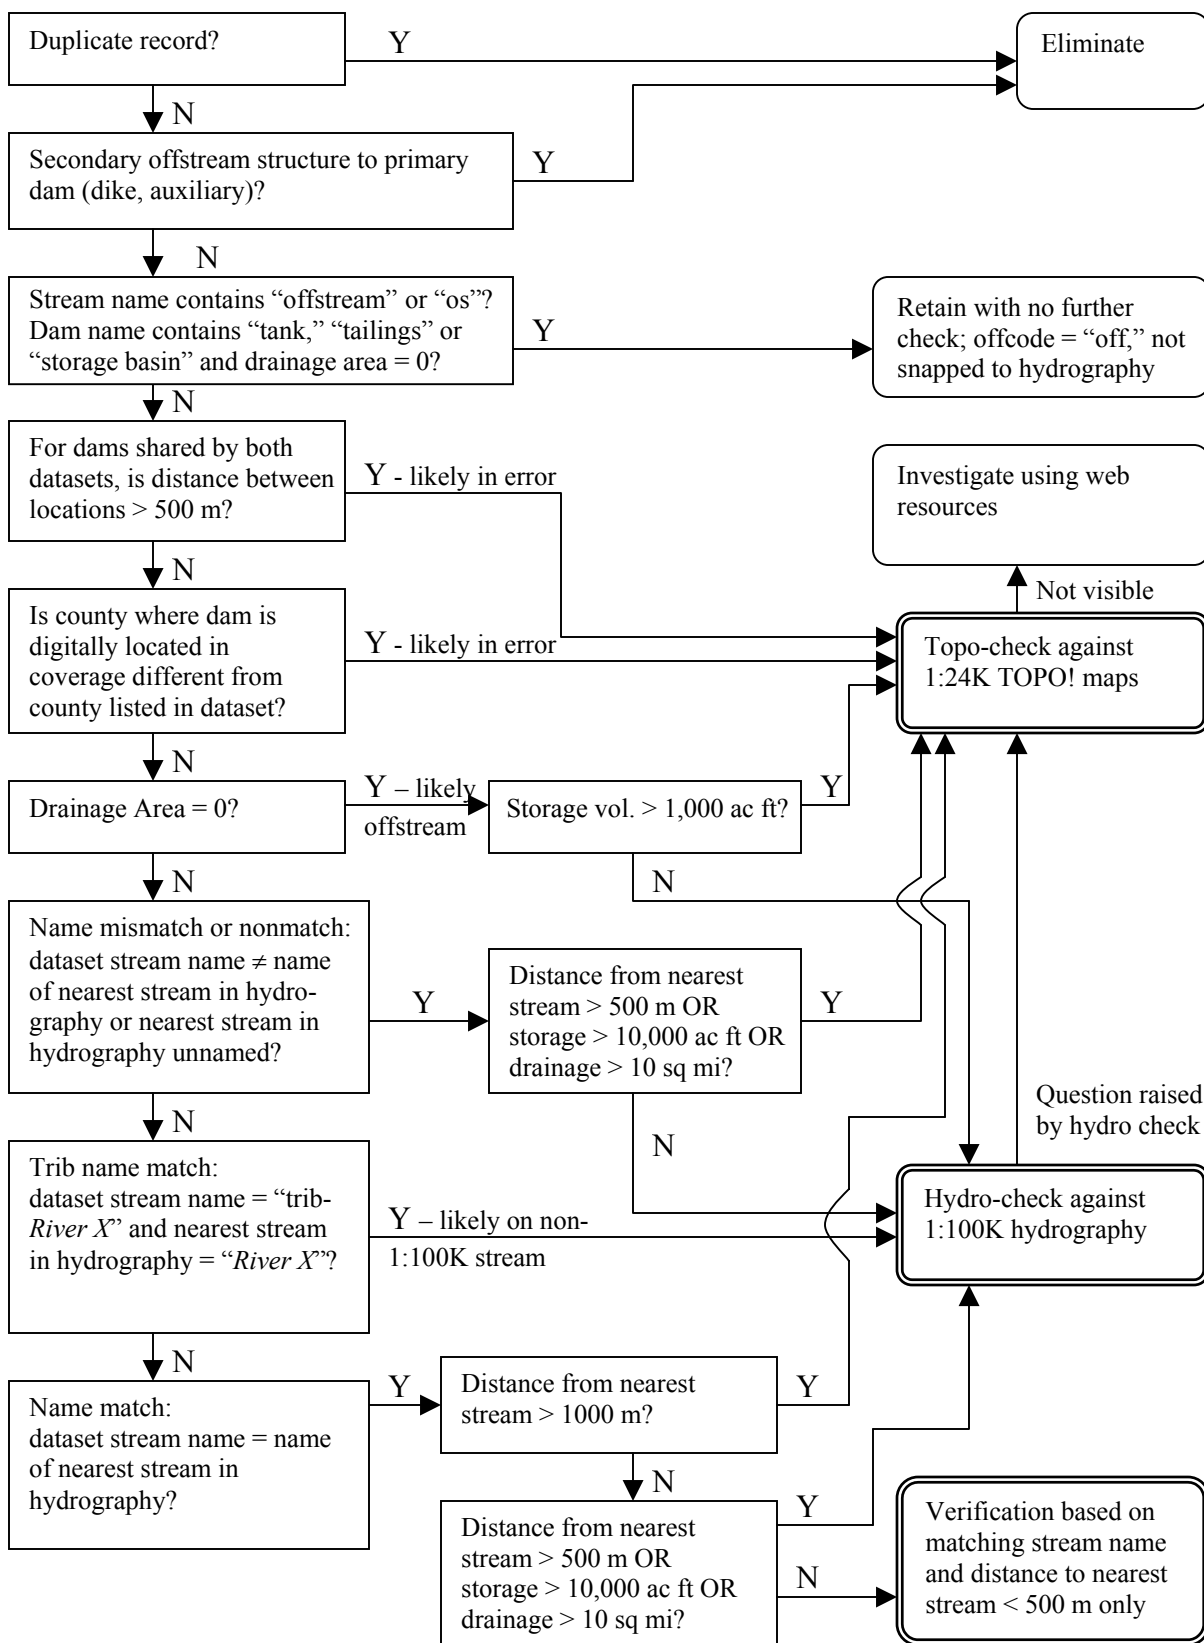 Duplicate record?
Y
Eliminate
N
Secondary offstream structure to primary
dam (dike, auxiliary)?
Y
N
Stream name contains “offstream” or “os”?
Dam name contains “tank,” “tailings” or
“storage basin” and drainage area = 0?
Y
Retain with no further
check; offcode = “off,” not
snapped to hydrography
N
For dams shared by both
datasets, is distance between
locations > 500 m?
Y - likely in error
Investigate using web
resources
N
Not visible
Is county where dam is
digitally located in
coverage different from
county listed in dataset?
Y - likely in error
Topo-check against
1:24K TOPO! maps
N
Drainage Area = 0?
Y – likely
offstream
Storage vol. > 1,000 ac ft?
Y
N
N
Name mismatch or nonmatch:
dataset stream name ≠ name
of nearest stream in hydro-
graphy or nearest stream in
hydrography unnamed?
Y
Distance from nearest
stream > 500 m OR
storage > 10,000 ac ft OR
drainage > 10 sq mi?
Y
N
N
Question raised
by hydro check
Trib name match:
dataset stream name = “trib-
River X” and nearest stream
in hydrography = “River X”?
Y – likely on non-
1:100K stream
Hydro-check against
1:100K hydrography
N
Name match:
dataset stream name = name
of nearest stream in
hydrography?
Y
Distance from nearest
stream > 1000 m?
Y
N
Distance from nearest
stream > 500 m OR
storage > 10,000 ac ft OR
drainage > 10 sq mi?
Y
N
Verification based on
matching stream name
and distance to nearest
stream < 500 m only